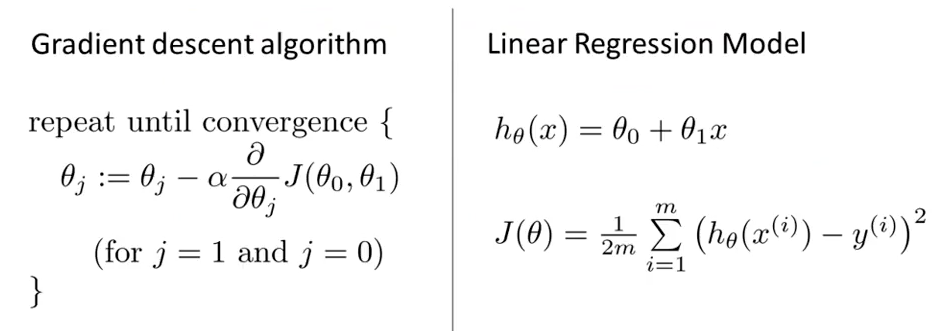 Gradient descent algorithm
repeat until convergence {
θ_j := θ_j − α ∂/∂θ_j J(θ_0, θ_1)
(for j = 1 and j = 0)
}
Linear Regression Model
h_θ(x) = θ_0 + θ_1x
J(θ) = 1/2m ∑_{i=1}^{m} (h_θ(x^{(i)}) − y^{(i)})^2